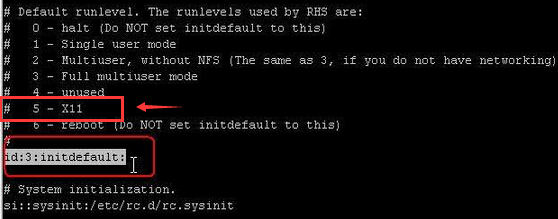 # Default runlevel. The runlevels used by RHS are:
#   0 - halt (Do NOT set initdefault to this)
#   1 - Single user mode
#   2 - Multiuser, without NFS (The same as 3, if you do not have networking)
#   3 - Full multiuser mode
#   4 - unused
#   5 - X11
#   6 - reboot (Do NOT set initdefault to this)
#
id:3:initdefault:
# System initialization.
si::sysinit:/etc/rc.d/rc.sysinit